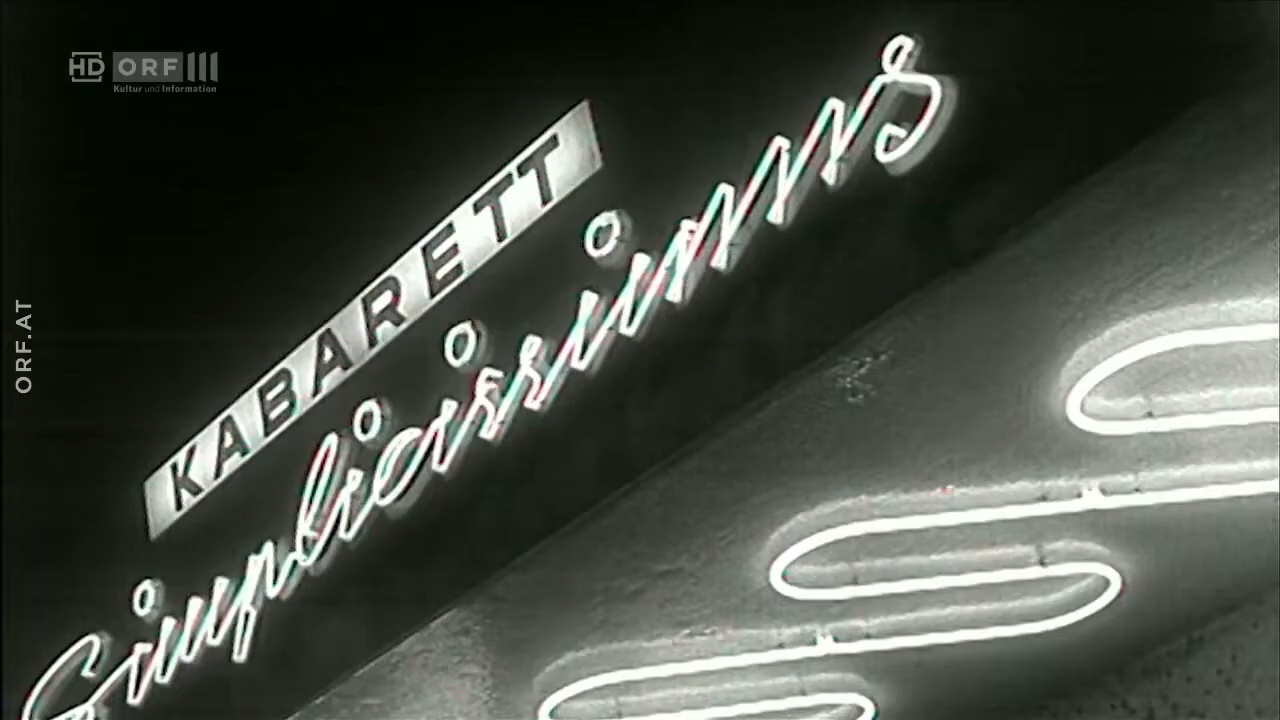 HD ORF III
Kultur und Information
KABARETT
Simplicissimus
ORF.AT